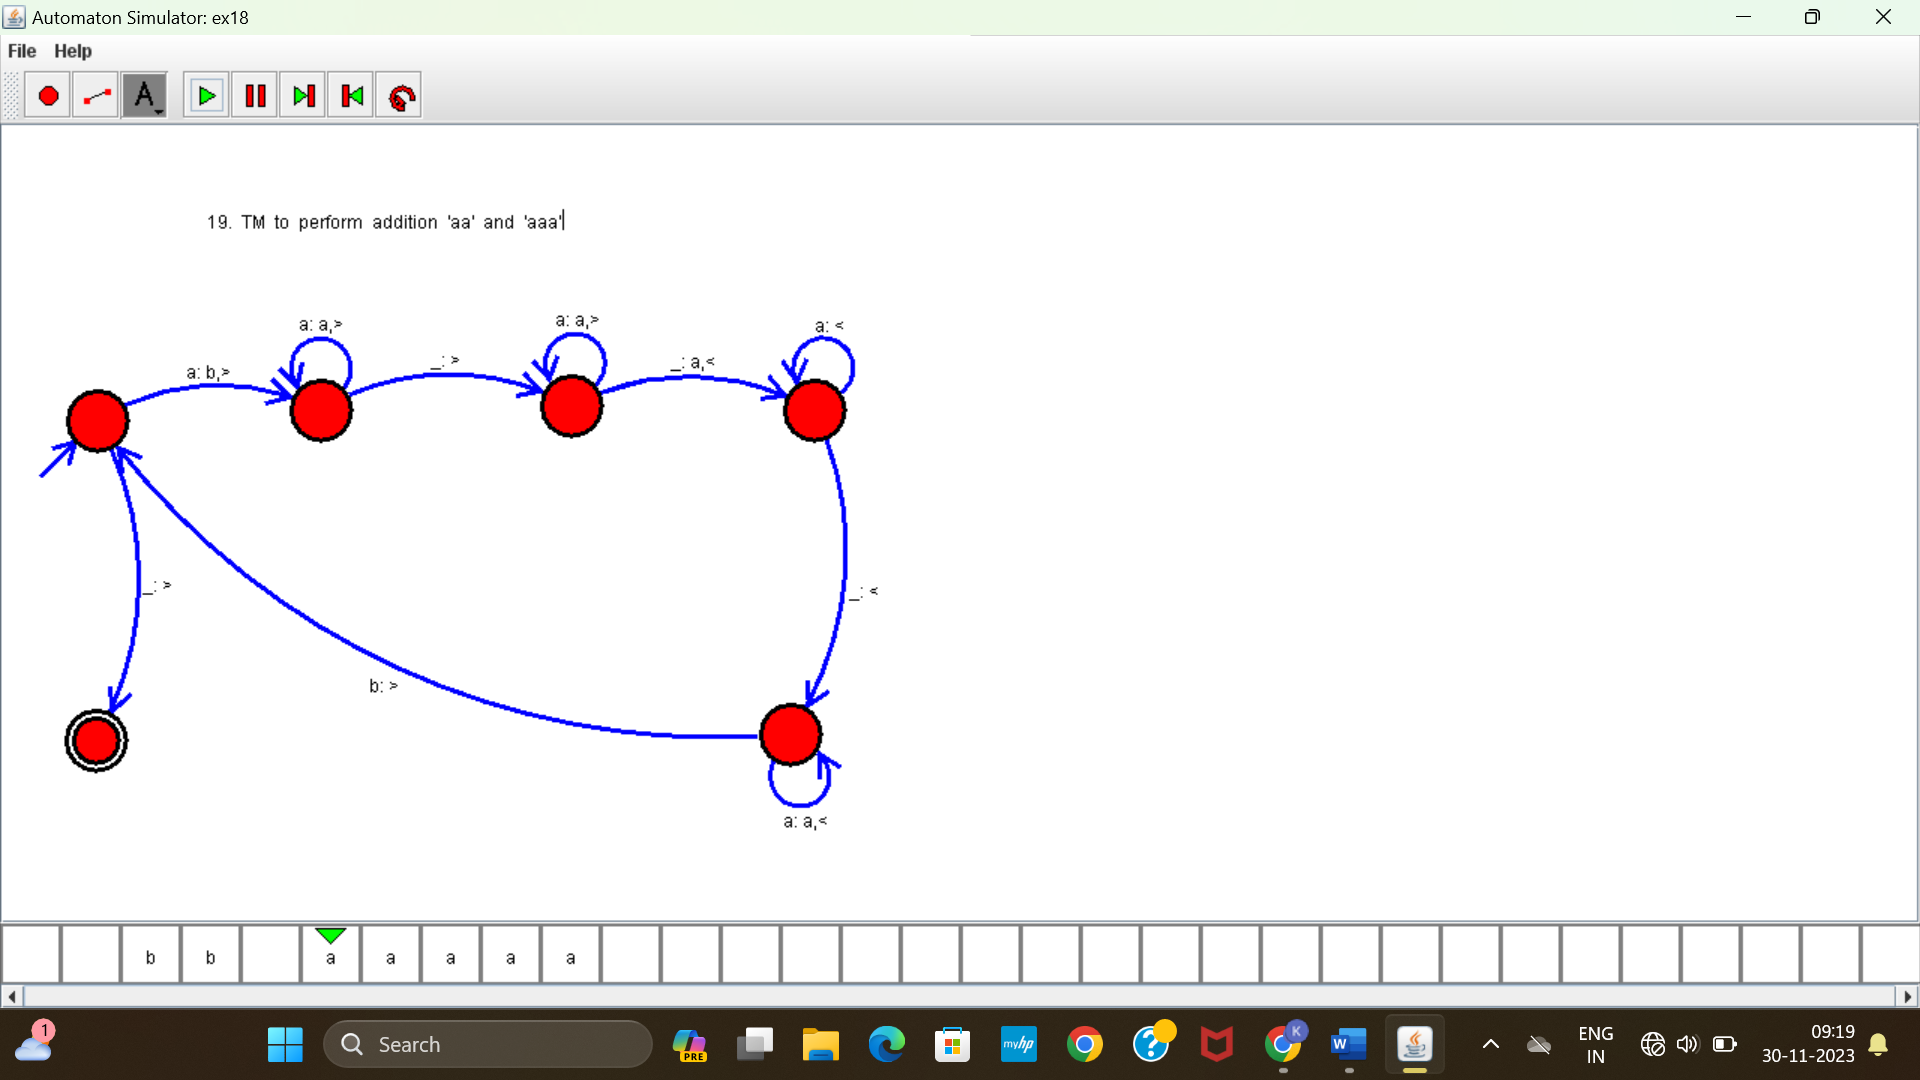 Automaton Simulator: ex18
File Help
A
19. TM to perform addition 'aa' and 'aaa'
a: a,>
a: a,>
a: <
a: b,>
_: >
_: a,<
_: >
_: <
b: >
a: a,<
b b a a a a a
1
Search
PRE
myhp
?
K
W
ENG
IN
09:19
30-11-2023